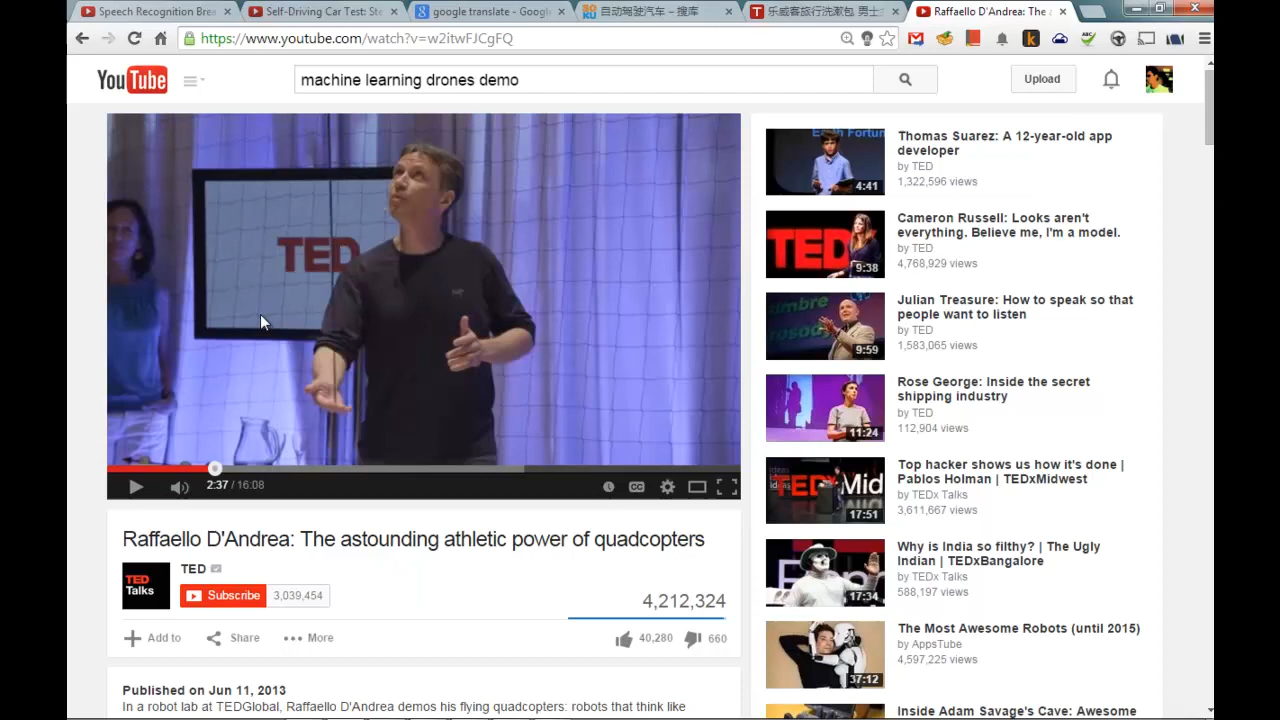 Speech Recognition Bre
Self-Driving Car Test: Ste
google translate - Google
自动驾驶汽车 – 搜库
乐威客旅行洗漱包 男士
Raffaello D'Andrea: The a
https://www.youtube.com/watch?v=w2itwFJCgFQ
YouTube
machine learning drones demo
Upload
TED
2:37 / 16:08
CC
Raffaello D'Andrea: The astounding athletic power of quadcopters
TED Talks
TED
Subscribe
3,039,454
4,212,324
Add to
Share
More
40,280
660
Published on Jun 11, 2013
In a robot lab at TEDGlobal, Raffaello D'Andrea demos his flying quadcopters: robots that think like
4:41
Thomas Suarez: A 12-year-old app
developer
by TED
1,322,596 views
TED
9:38
Cameron Russell: Looks aren't
everything. Believe me, I'm a model.
by TED
4,768,929 views
9:59
Julian Treasure: How to speak so that
people want to listen
by TED
1,583,065 views
11:24
Rose George: Inside the secret
shipping industry
by TED
112,904 views
17:51
Top hacker shows us how it's done |
Pablos Holman | TEDxMidwest
by TEDx Talks
3,611,667 views
17:34
Why is India so filthy? | The Ugly
Indian | TEDxBangalore
by TEDx Talks
588,197 views
37:12
The Most Awesome Robots (until 2015)
by AppsTube
4,597,225 views
Inside Adam Savage's Cave: Awesome